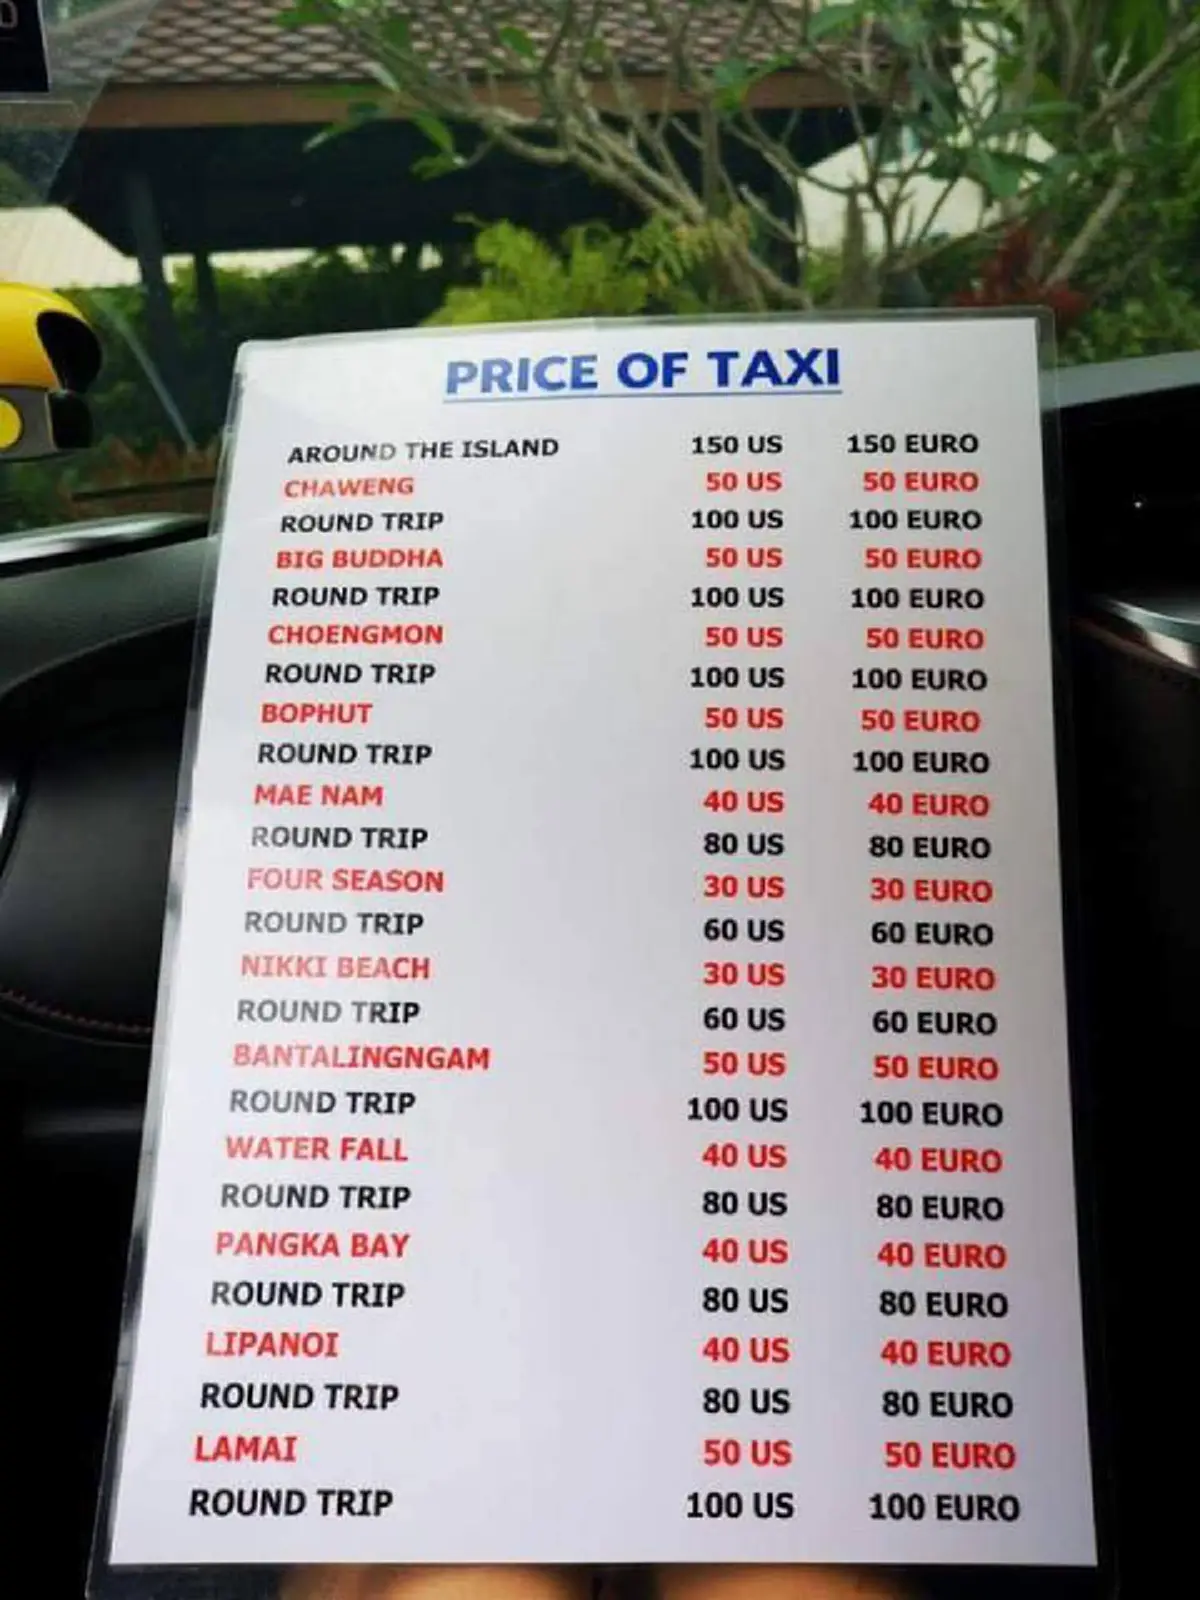 PRICE OF TAXI
AROUND THE ISLAND 150 US 150 EURO
CHAWENG 50 US 50 EURO
ROUND TRIP 100 US 100 EURO
BIG BUDDHA 50 US 50 EURO
ROUND TRIP 100 US 100 EURO
CHOENGMON 50 US 50 EURO
ROUND TRIP 100 US 100 EURO
BOPHUT 50 US 50 EURO
ROUND TRIP 100 US 100 EURO
MAE NAM 40 US 40 EURO
ROUND TRIP 80 US 80 EURO
FOUR SEASON 30 US 30 EURO
ROUND TRIP 60 US 60 EURO
NIKKI BEACH 30 US 30 EURO
ROUND TRIP 60 US 60 EURO
BANTALINGNGAM 50 US 50 EURO
ROUND TRIP 100 US 100 EURO
WATER FALL 40 US 40 EURO
ROUND TRIP 80 US 80 EURO
PANGKA BAY 40 US 40 EURO
ROUND TRIP 80 US 80 EURO
LIPANOI 40 US 40 EURO
ROUND TRIP 80 US 80 EURO
LAMAI 50 US 50 EURO
ROUND TRIP 100 US 100 EURO